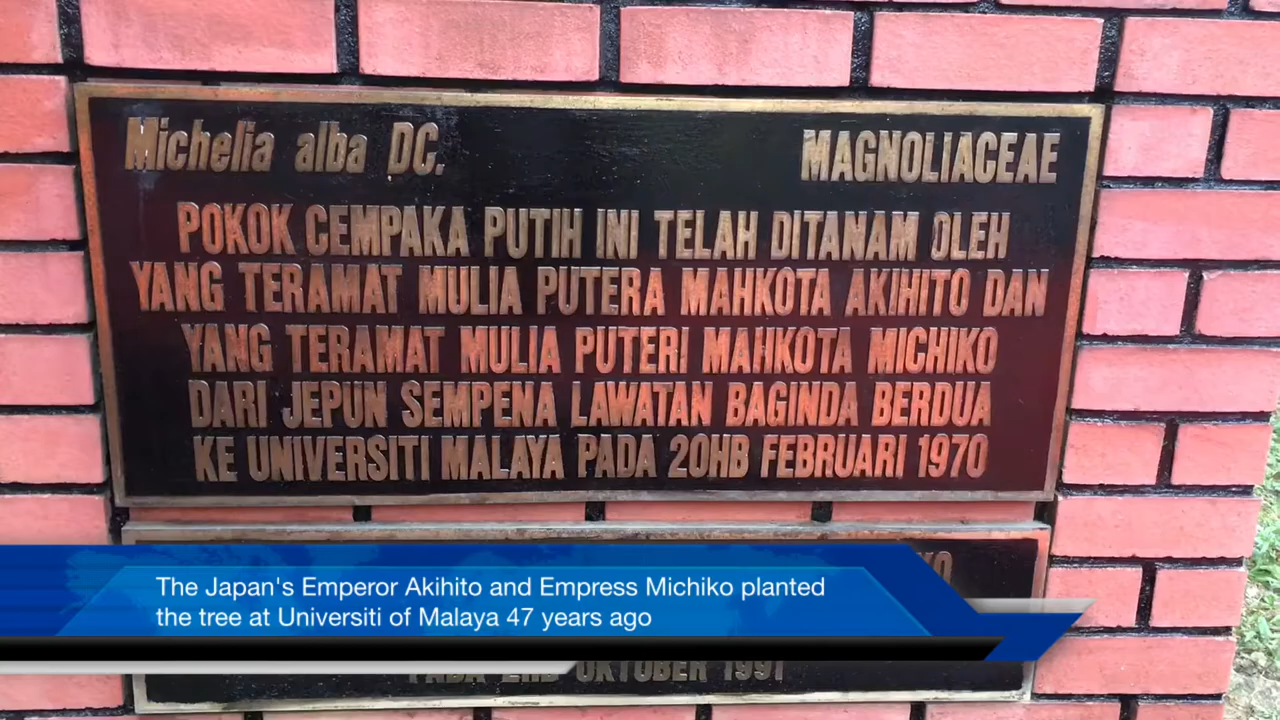 Michelia alba DC. MAGNOLIACEAE
POKOK CEMPAKA PUTIH INI TELAH DITANAM OLEH
YANG TERAMAT MULIA PUTERA MAHKOTA AKIHITO DAN
YANG TERAMAT MULIA PUTERI MAHKOTA MICHIKO
DARI JEPUN SEMPENA LAWATAN BAGINDA BERDUA
KE UNIVERSITI MALAYA PADA 20HB FEBRUARI 1970
The Japan's Emperor Akihito and Empress Michiko planted
the tree at Universiti of Malaya 47 years ago
PADA 2HB OKTOBER 1991